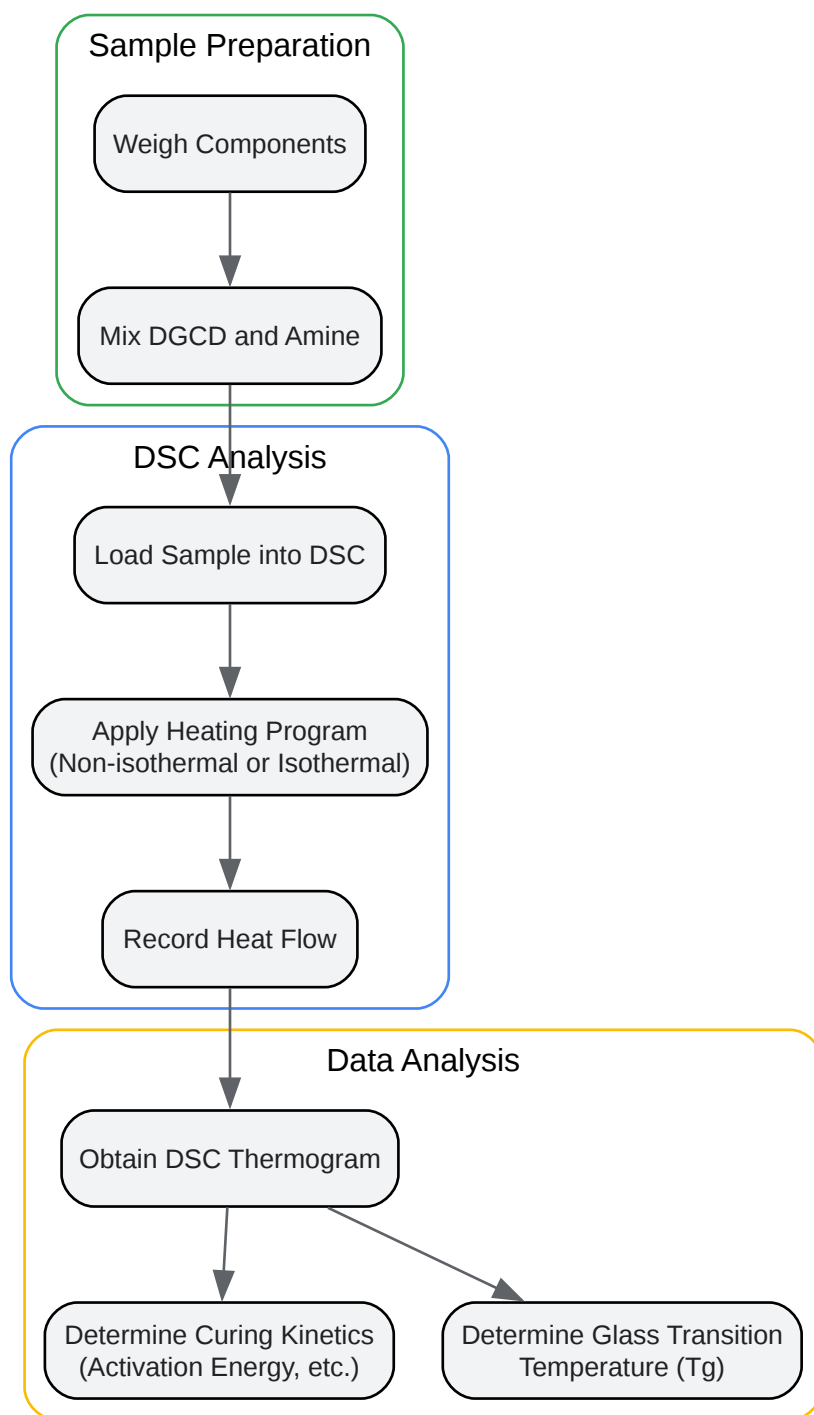 Sample Preparation
Weigh Components
Mix DGCD and Amine
DSC Analysis
Load Sample into DSC
Apply Heating Program
(Non-isothermal or Isothermal)
Record Heat Flow
Data Analysis
Obtain DSC Thermogram
Determine Curing Kinetics
(Activation Energy, etc.)
Determine Glass Transition
Temperature (Tg)